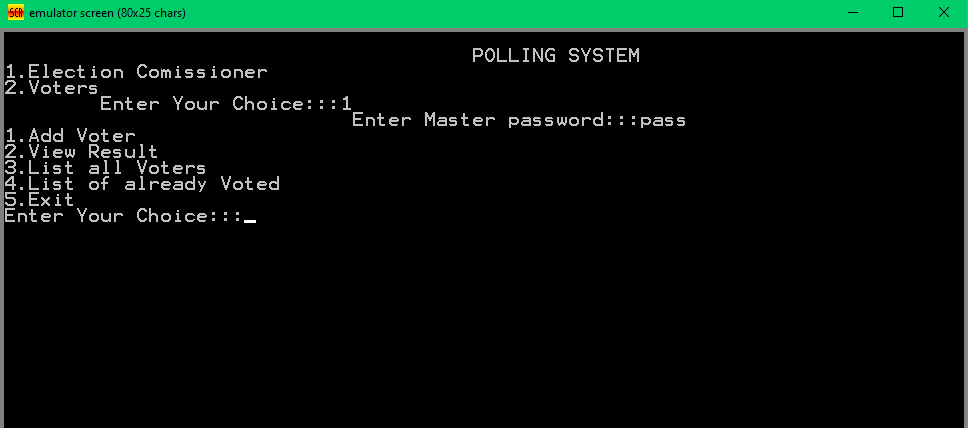 emulator screen (80x25 chars)
POLLING SYSTEM
1.Election Comissioner
2.Voters
Enter Your Choice:::1
Enter Master password:::pass
1.Add Voter
2.View Result
3.List all Voters
4.List of already Voted
5.Exit
Enter Your Choice:::_